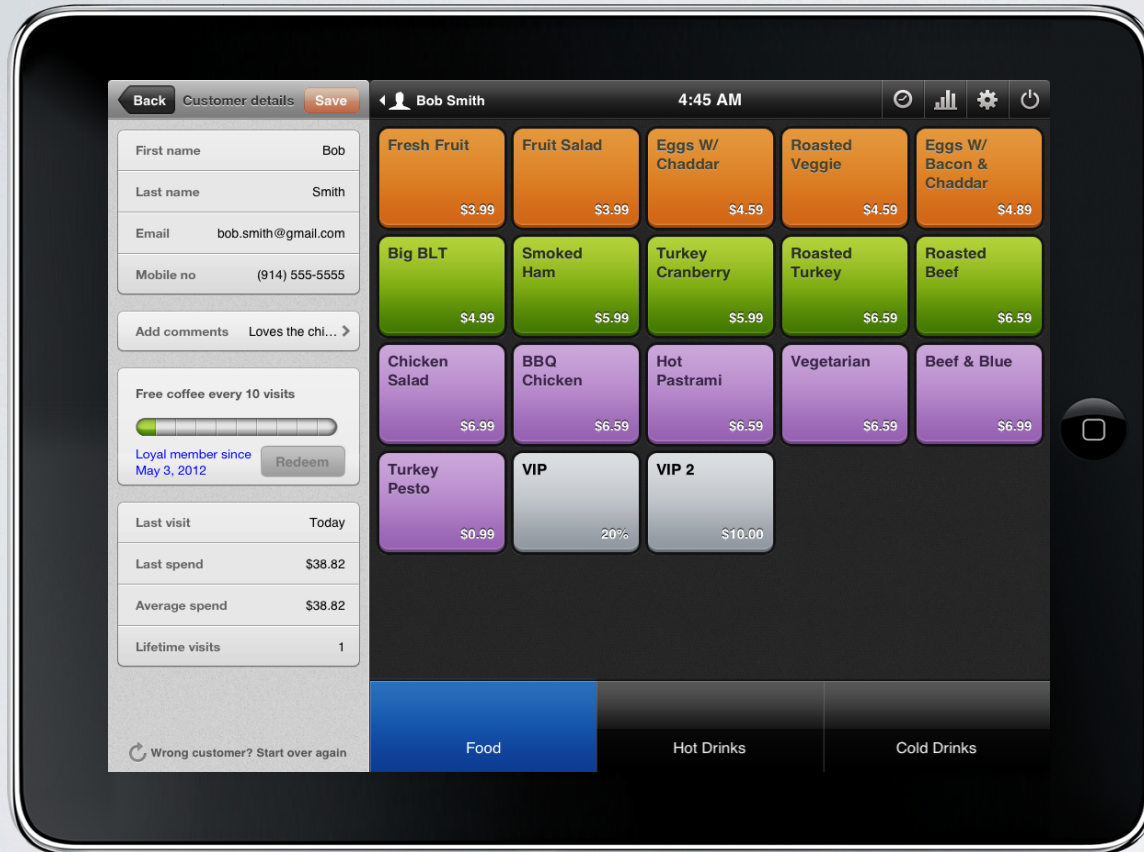 Back Customer details Save
Bob Smith 4:45 AM
First name Bob
Last name Smith
Email bob.smith@gmail.com
Mobile no (914) 555-5555
Add comments Loves the chi...
Free coffee every 10 visits
Loyal member since
May 3, 2012
Redeem
Last visit Today
Last spend $38.82
Average spend $38.82
Lifetime visits 1
Wrong customer? Start over again
Fresh Fruit
$3.99
Fruit Salad
$3.99
Eggs W/
Chaddar
$4.59
Roasted
Veggie
$4.59
Eggs W/
Bacon &
Chaddar
$4.89
Big BLT
$4.99
Smoked
Ham
$5.99
Turkey
Cranberry
$5.99
Roasted
Turkey
$6.59
Roasted
Beef
$6.59
Chicken
Salad
$6.99
BBQ
Chicken
$6.59
Hot
Pastrami
$6.59
Vegetarian
$6.59
Beef & Blue
$6.99
Turkey
Pesto
$0.99
VIP
20%
VIP 2
$10.00
Food Hot Drinks Cold Drinks